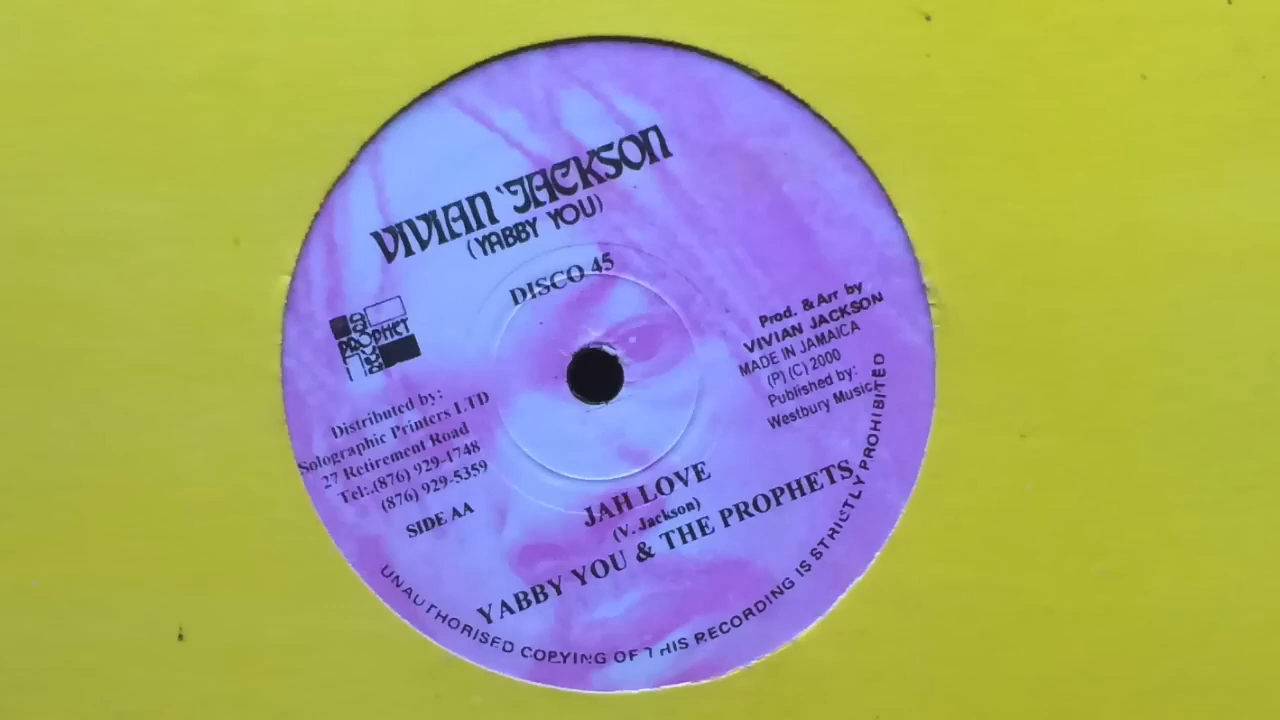 VIVIAN 'JACKSON
(YABBY YOU)
DISCO 45
PROPHET
Prod. & Arr by
VIVIAN JACKSON
MADE IN JAMAICA
(P) (C) 2000
Published by:
Westbury Music
Distributed by:
Solographic Printers LTD
27 Retirement Road
Tel:.(876) 929-1748
(876) 929-5359
SIDE AA
JAH LOVE
(V. Jackson)
YABBY YOU & THE PROPHETS
UNAUTHORISED COPYING OF THIS RECORDING IS STRICTLY PROHIBITED